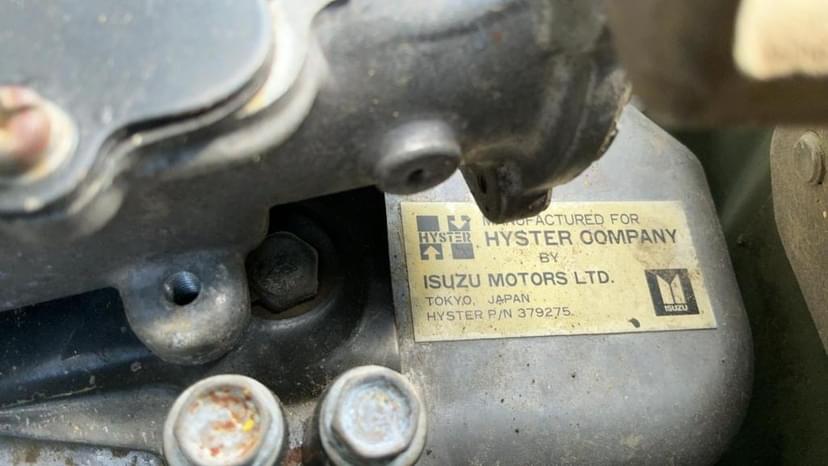 MANUFACTURED FOR
HYSTER
HYSTER COMPANY
BY
ISUZU MOTORS LTD.
TOKYO, JAPAN
HYSTER P/N 379275
ISUZU